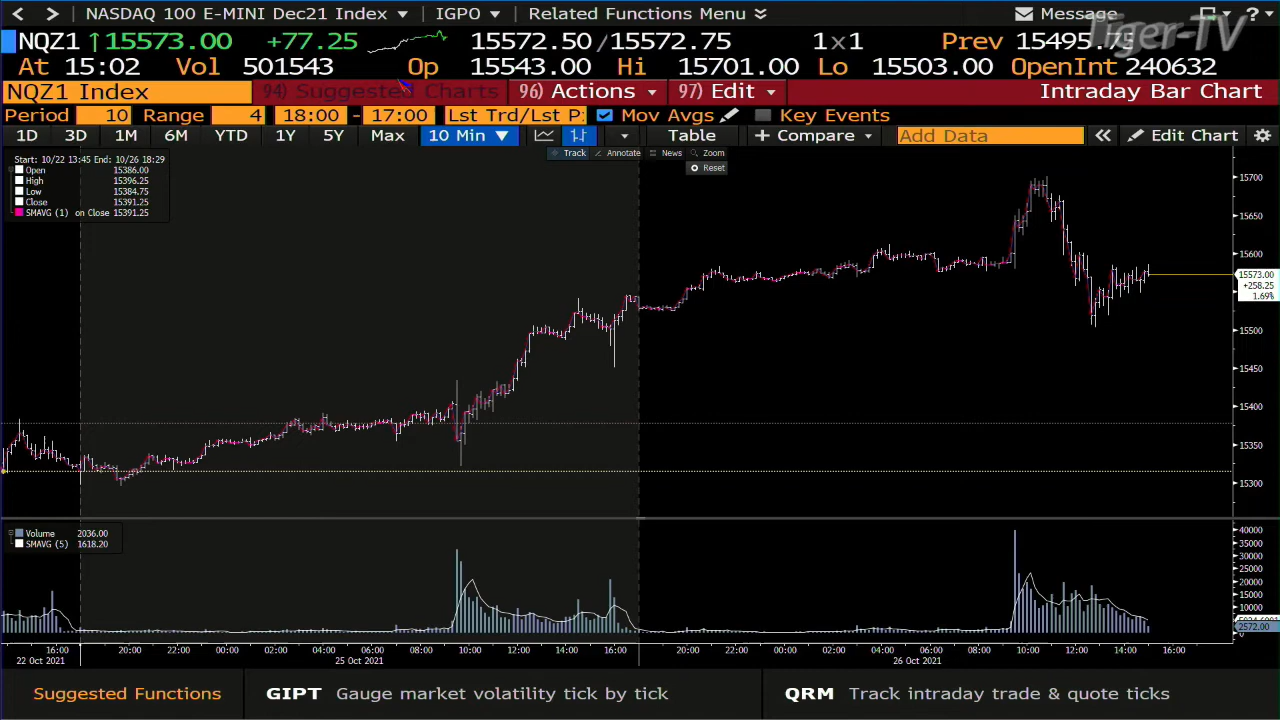 NASDAQ 100 E-MINI Dec21 Index IGPO Related Functions Menu Message ?
Tiger-TV
NQZ1 ↑15573.00 +77.25 15572.50/15572.75 1×1 Prev 15495.75
At 15:02 Vol 501543 Op 15543.00 Hi 15701.00 Lo 15503.00 OpenInt 240632
NQZ1 Index 94) Suggested Charts 96) Actions 97) Edit Intraday Bar Chart
Period 10 Range 4 18:00 - 17:00 Lst Trd/Lst P: Mov Avgs Key Events
1D 3D 1M 6M YTD 1Y 5Y Max 10 Min ▼ Table + Compare Add Data « Edit Chart
Track Annotate News Zoom
Reset
Start: 10/22 13:45 End: 10/26 18:29
Open 15386.00
High 15396.25
Low 15384.75
Close 15391.25
SMAVG (1) on Close 15391.25
15700
15650
15600
15573.00
+258.25
1.69%
15500
15450
15400
15350
15300
Volume 2036.00
SMAVG (5) 1618.20
40000
35000
30000
25000
20000
15000
10000
2572.00
0
16:00 20:00 22:00 00:00 02:00 04:00 06:00 08:00 10:00 12:00 14:00 16:00 20:00 22:00 00:00 02:00 04:00 06:00 08:00 10:00 12:00 14:00 16:00
22 Oct 2021 25 Oct 2021 26 Oct 2021
Suggested Functions GIPT Gauge market volatility tick by tick QRM Track intraday trade & quote ticks